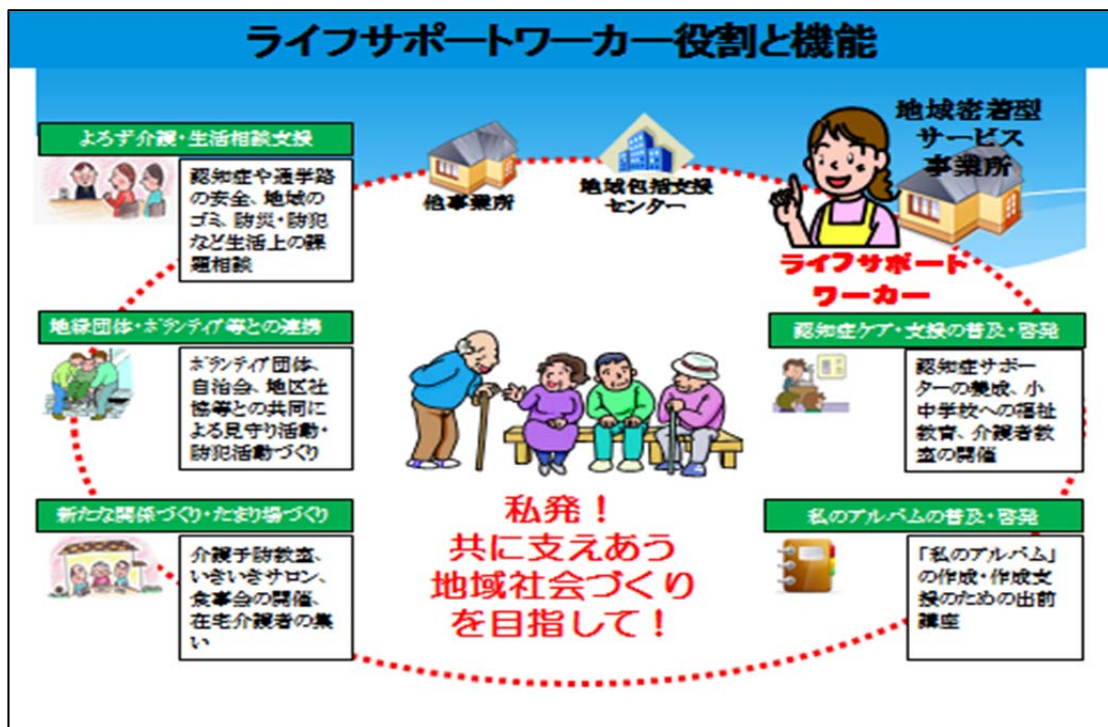 ライフサポートワーカー役割と機能
よろず介護・生活相談支援
認知症や通学路
の安全、地域の
ゴミ、防災・防犯
など生活上の課
題相談
他事業所
地域包括支援
センター
地域密着型
サービス
事業所
ライフサポート
ワーカー
地縁団体・ボランティア等との連携
ボランティア団体、
自治会、地区社
協等との共同に
よる見守り活動・
防犯活動づくり
認知症ケア・支援の普及・啓発
認知症サポー
ターの養成、小
中学校への福祉
教育、介護者教
室の開催
新たな関係づくり・たまり場づくり
介護予防教室、
いきいきサロン、
食事会の開催、
在宅介護者の集
い
私発！
共に支えあう
地域社会づくり
を目指して！
私のアルバムの普及・啓発
「私のアルバム」
の作成・作成支
援のための出前
講座